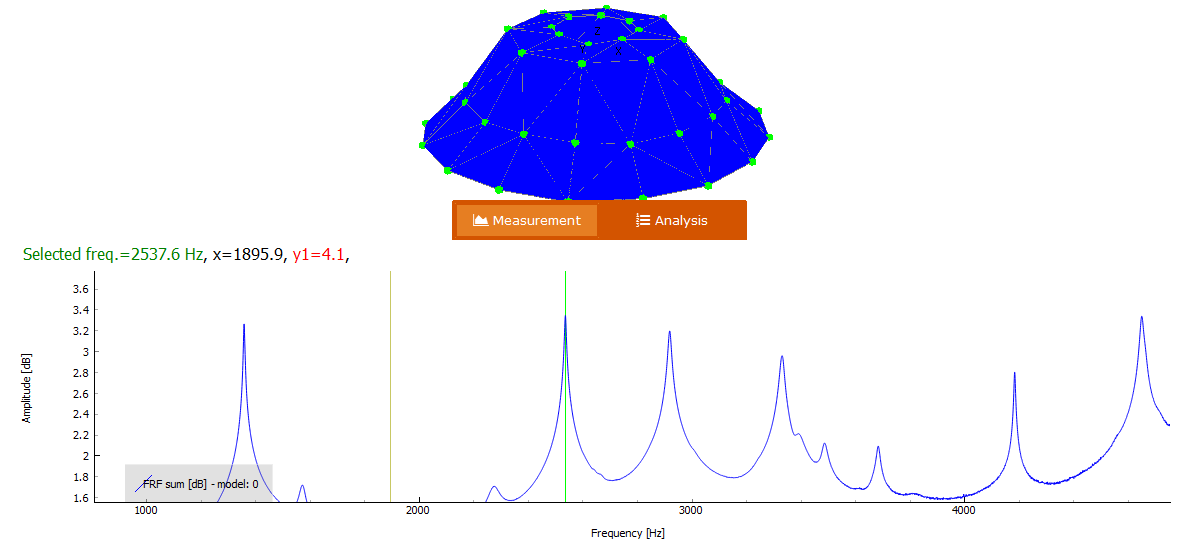 Z
Y X
Measurement Analysis
Selected freq.=2537.6 Hz, x=1895.9, y1=4.1,
3.6
3.4
3.2
3
2.8
2.6
2.4
2.2
2
1.8
1.6
Amplitude [dB]
FRF sum [dB] - model: 0
1000 2000 3000 4000
Frequency [Hz]